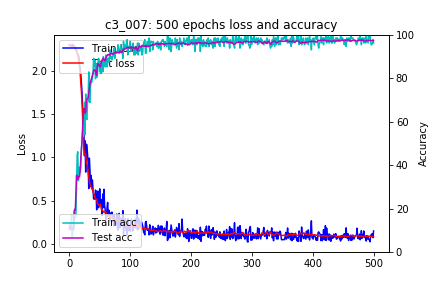 c3_007: 500 epochs loss and accuracy
Train loss
Test loss
Train acc
Test acc
Loss
Accuracy
2.0
1.5
1.0
0.5
0.0
100
80
60
40
20
0
0 100 200 300 400 500